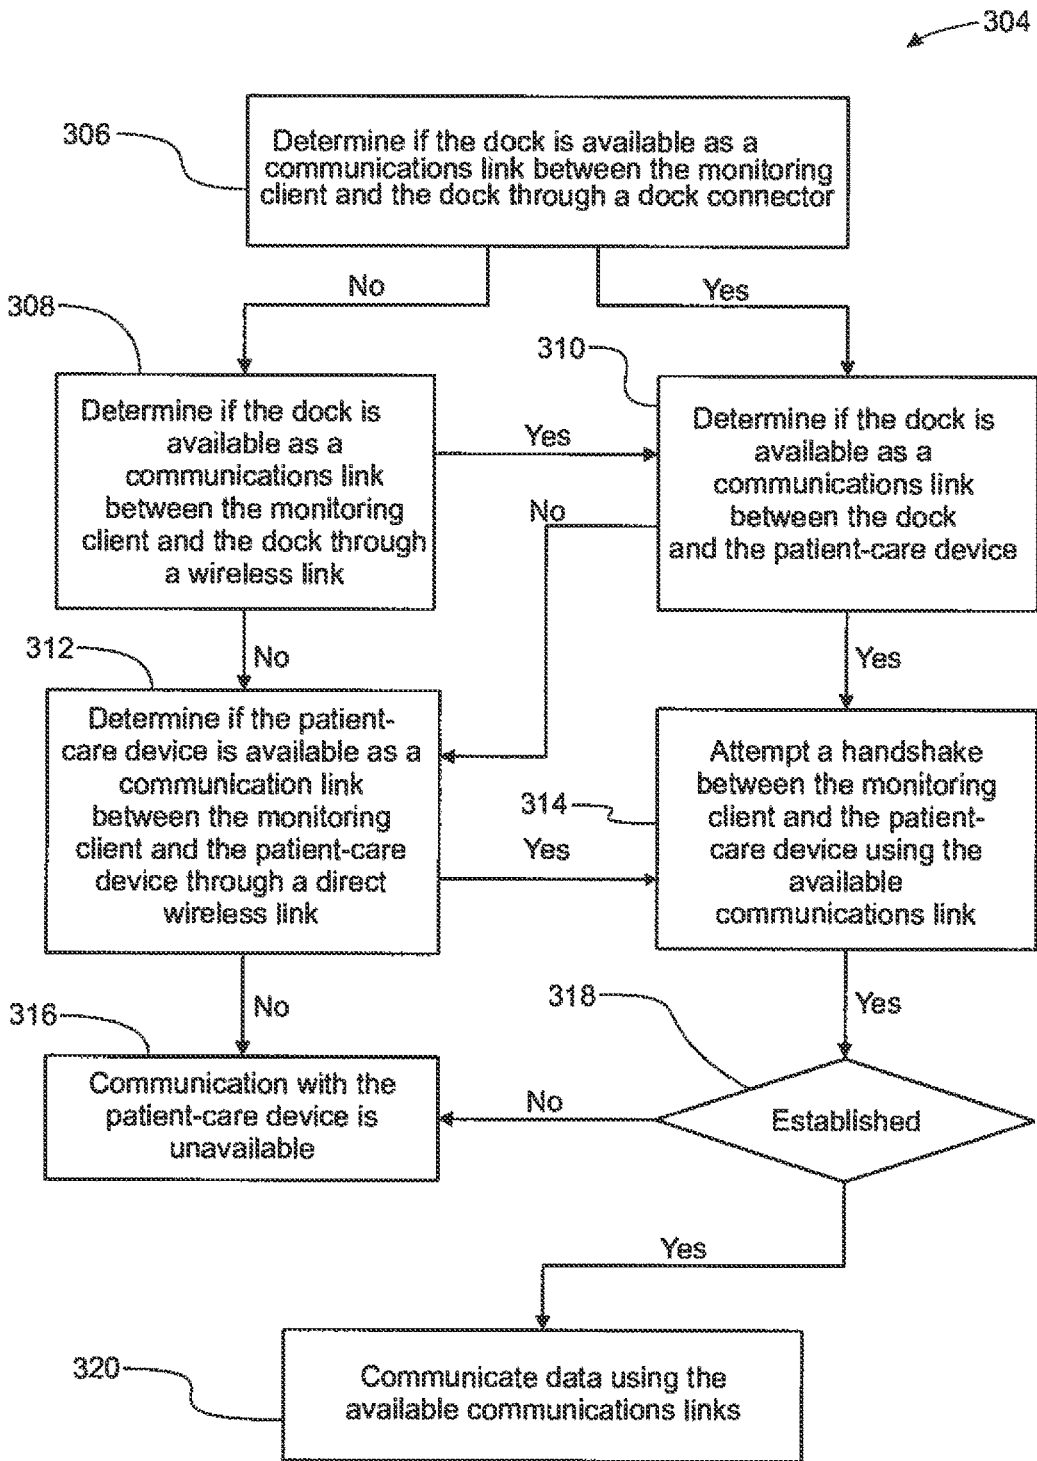 304
306
Determine if the dock is available as a
communications link between the monitoring
client and the dock through a dock connector
No
Yes
308
310
Determine if the dock is
available as a
communications link
between the monitoring
client and the dock through
a wireless link
Yes
Determine if the dock is
available as a
communications link
between the dock
and the patient-care device
No
312
No
Yes
Determine if the patient-
care device is available as a
communication link
between the monitoring
client and the patient-care
device through a direct
wireless link
314
Attempt a handshake
between the monitoring
client and the patient-
care device using the
available
communications link
Yes
316
No
318
Yes
Communication with the
patient-care device is
unavailable
No
Established
Yes
320
Communicate data using the
available communications links